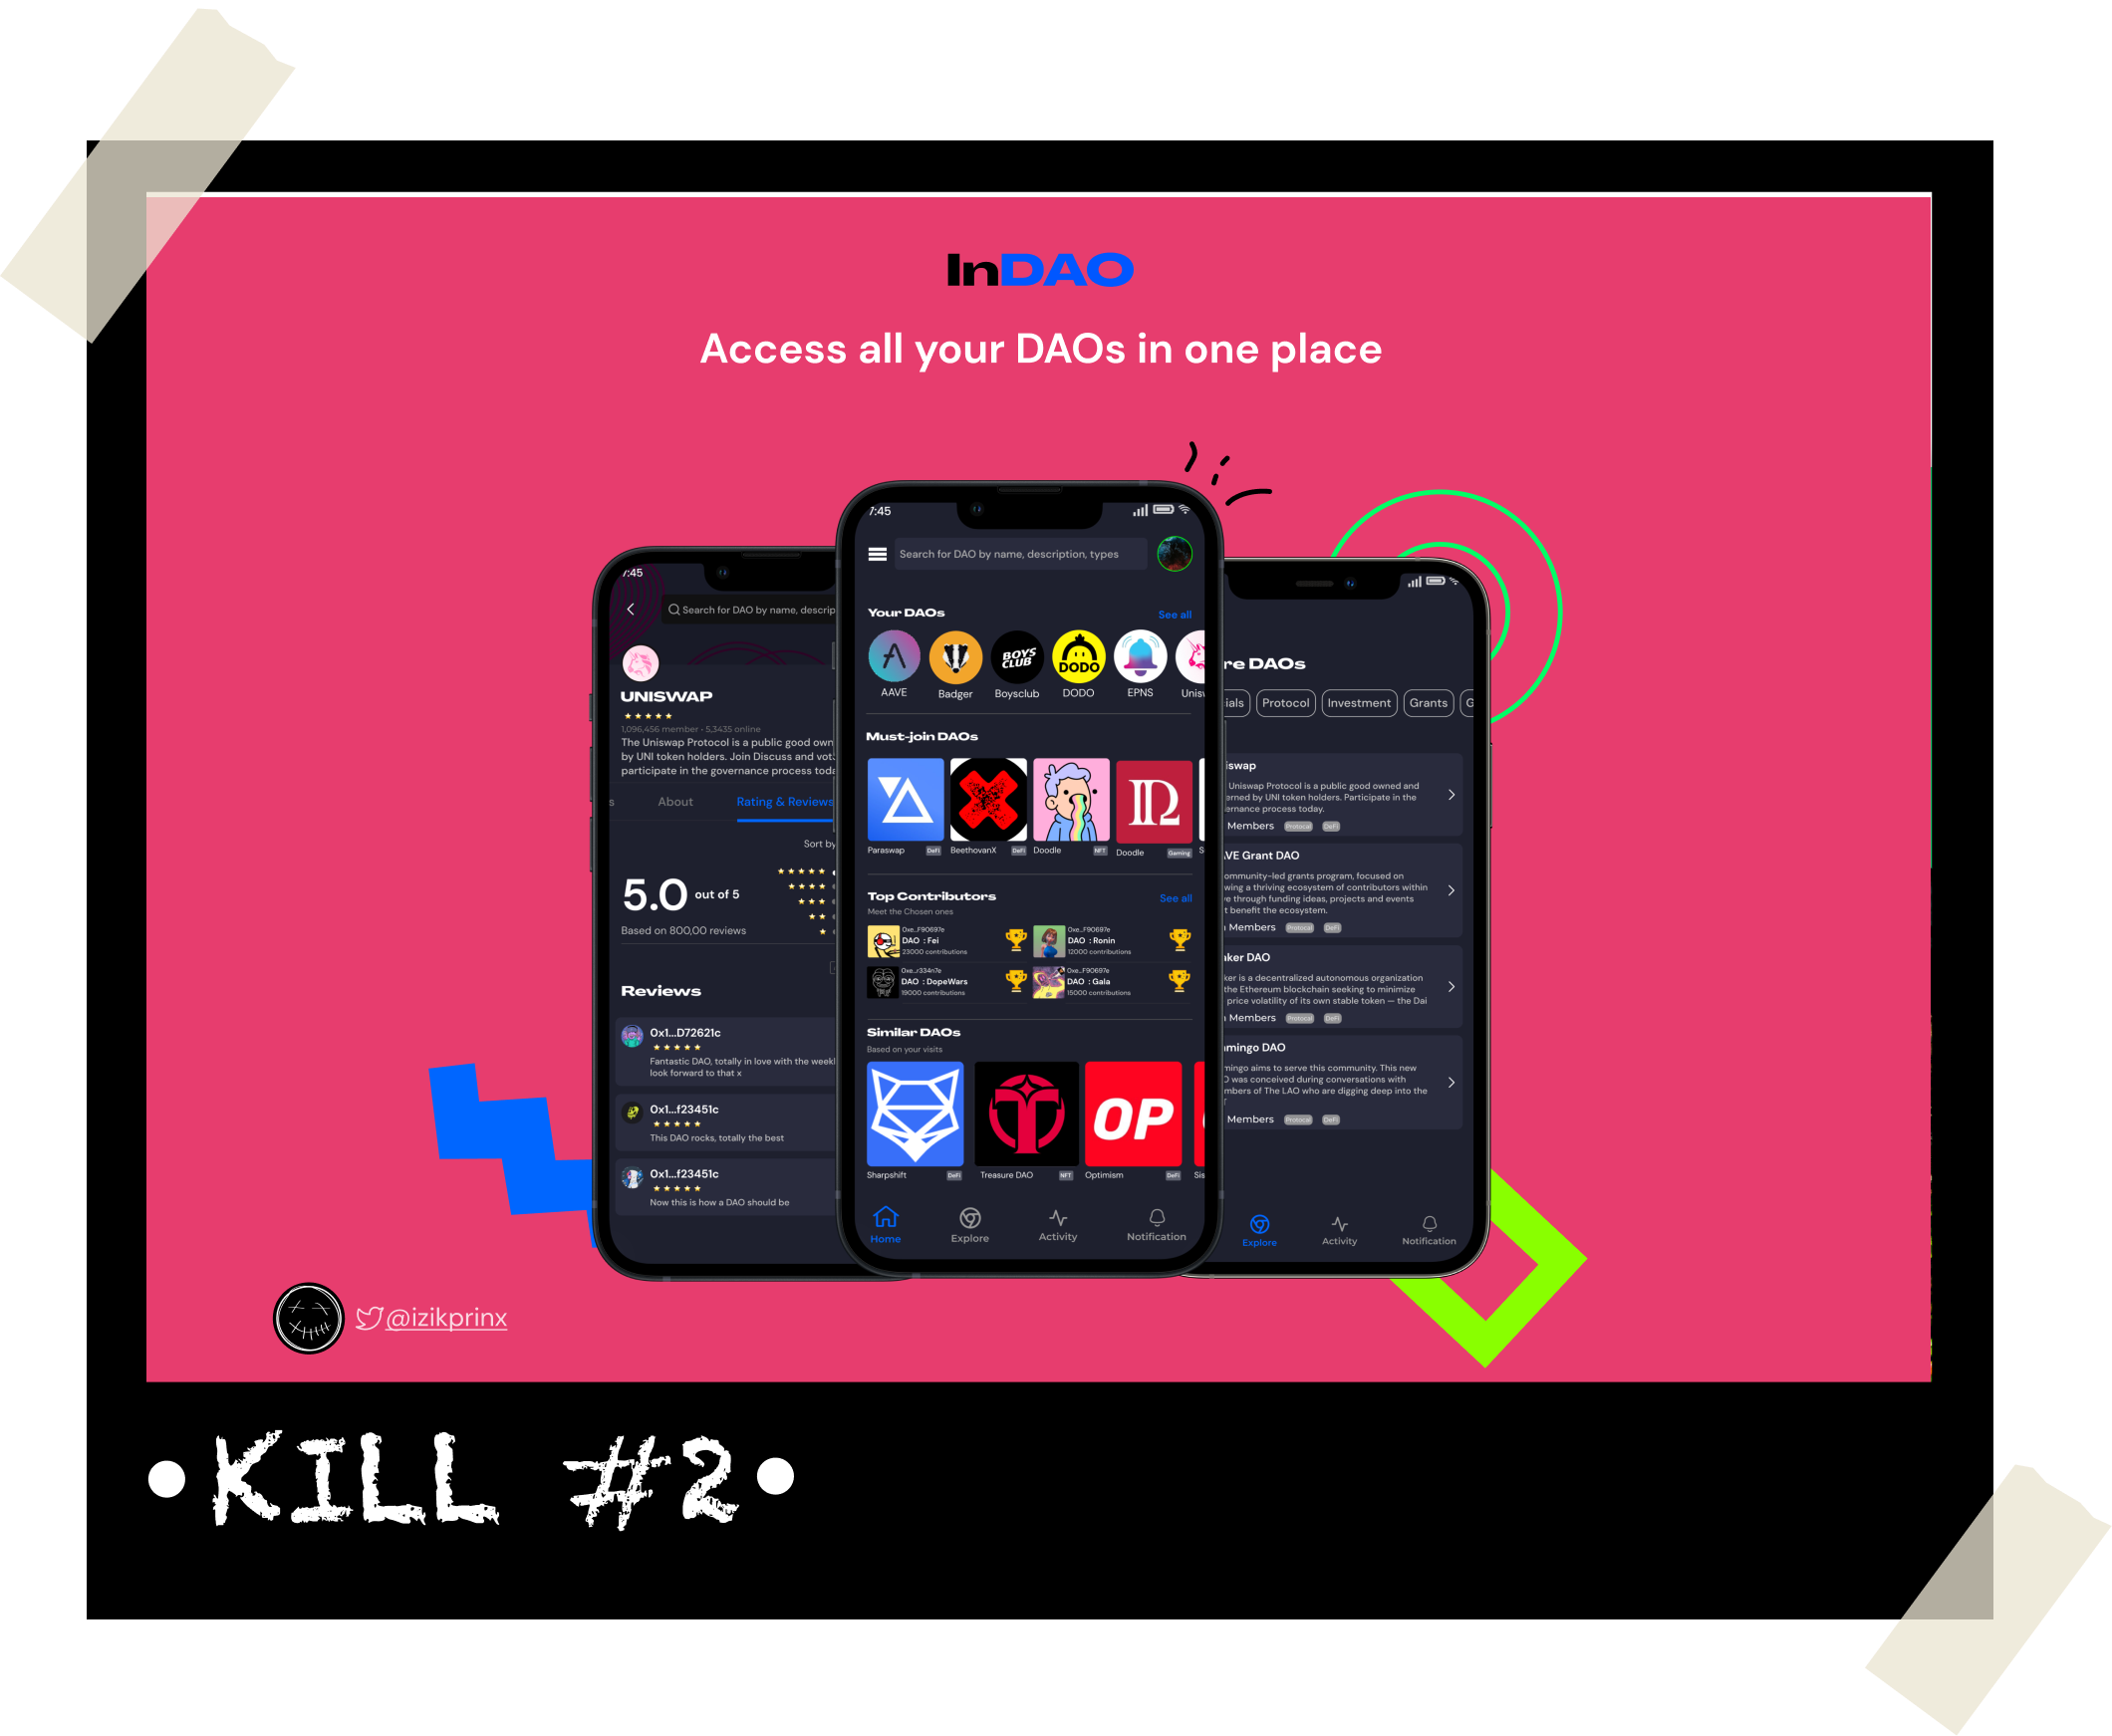 InDAO
Access all your DAOs in one place
7:45
Search for DAO by name, descrip
UNISWAP
1,096,456 member - 5,3435 online
The Uniswap Protocol is a public good own
by UNI token holders. Join Discuss and vot
participate in the governance process toda
s About Rating & Reviews
Sort by
5.0 out of 5
Based on 800,00 reviews
Reviews
0x1...D72621c
Fantastic DAO, totally in love with the weekl
look forward to that x
0x1...f23451c
This DAO rocks, totally the best
0x1...f23451c
Now this is how a DAO should be
7:45
Search for DAO by name, description, types
Your DAOs See all
BOYS
CLUB
DODO
AAVE Badger Boysclub DODO EPNS Unisw
Must-join DAOs
Paraswap DeFi BeethovanX DeFi Doodle NFT Doodle Gaming S
Top Contributors See all
Meet the Chosen ones
0xe..F90697e
DAO : Fei
23000 contributions
0xe..F90697e
DAO : Ronin
12000 contributions
0xe..r334n7e
DAO : DopeWars
19000 contributions
0xe..F90697e
DAO : Gala
15000 contributions
Similar DAOs
Based on your visits
OP
Sharpshift DeFi Treasure DAO NFT Optimism DeFi Sis
Home Explore Activity Notification
re DAOs
ials Protocol Investment Grants G
iswap
Uniswap Protocol is a public good owned and
erned by UNI token holders. Participate in the
ernance process today.
Members Protocal DeFi
VE Grant DAO
ommunity-led grants program, focused on
wing a thriving ecosystem of contributors within
ve through funding ideas, projects and events
t benefit the ecosystem.
Members Protocal DeFi
ker DAO
ker is a decentralized autonomous organization
the Ethereum blockchain seeking to minimize
price volatility of its own stable token — the Dai
Members Protocal DeFi
mingo DAO
mingo aims to serve this community. This new
O was conceived during conversations with
mbers of The LAO who are digging deep into the
T
Members Protocal DeFi
Explore Activity Notification
@izikprinx
•KILL #2•